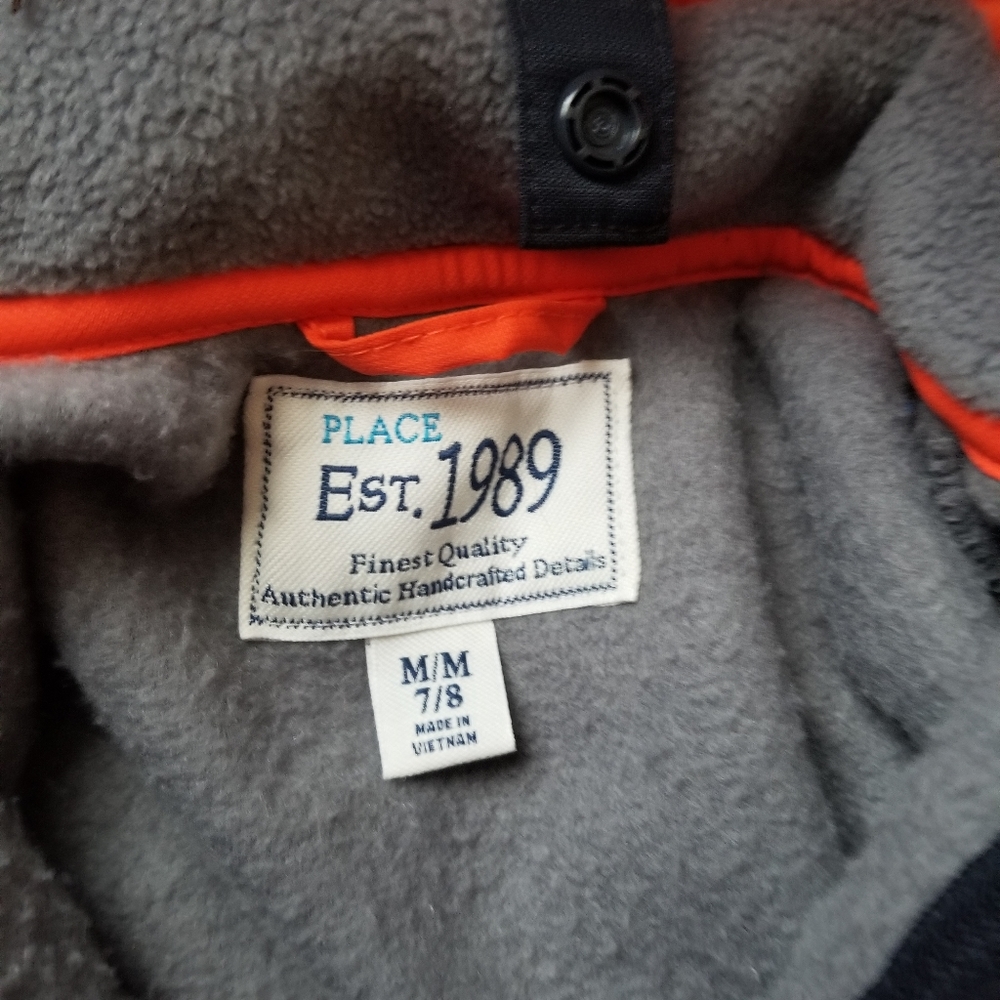 PLACE
EST. 1989
Finest Quality
Authentic Handcrafted Details
M/M
7/8
MADE IN
VIETNAM